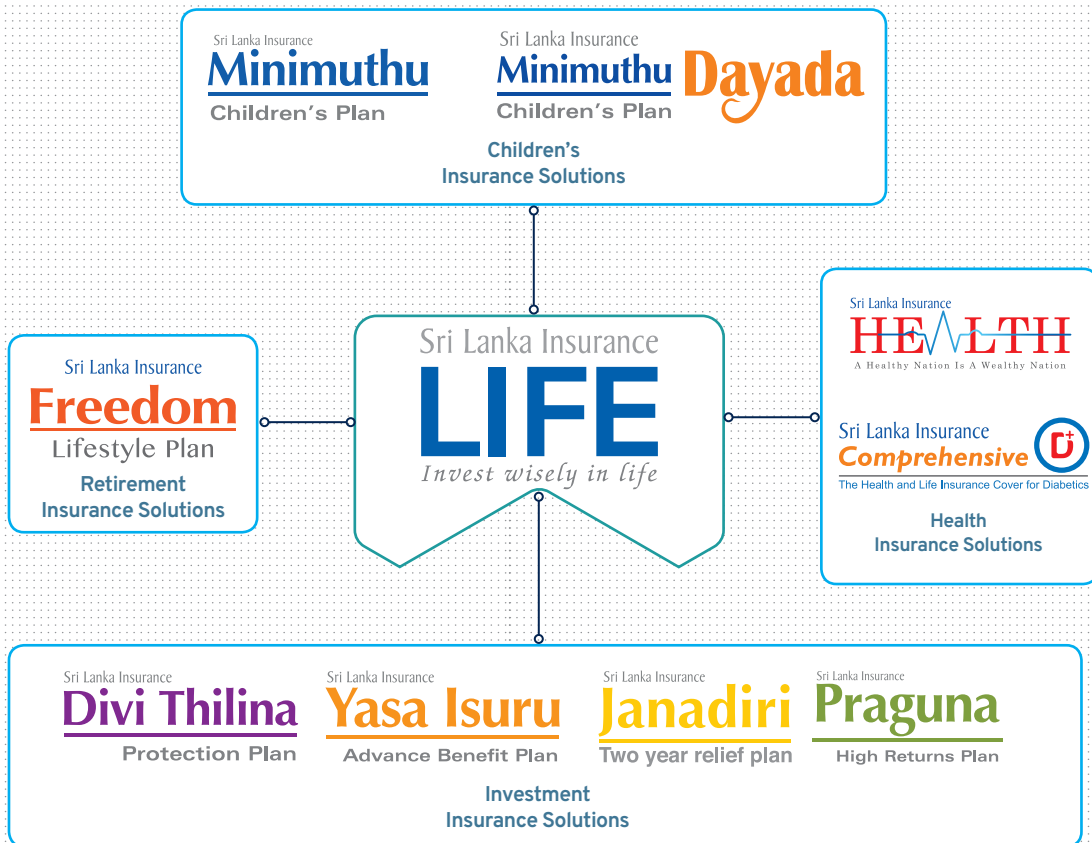 Sri Lanka Insurance
Minimuthu
Children's Plan
Sri Lanka Insurance
Minimuthu
Children's Plan
Dayada
Children's
Insurance Solutions
Sri Lanka Insurance
Freedom
Lifestyle Plan
Retirement
Insurance Solutions
Sri Lanka Insurance
LIFE
Invest wisely in life
Sri Lanka Insurance
HEALTH
A Healthy Nation Is A Wealthy Nation
Sri Lanka Insurance
Comprehensive
D+
The Health and Life Insurance Cover for Diabetics
Health
Insurance Solutions
Sri Lanka Insurance
Divi Thilina
Protection Plan
Sri Lanka Insurance
Yasa Isuru
Advance Benefit Plan
Sri Lanka Insurance
Janadiri
Two year relief plan
Sri Lanka Insurance
Praguna
High Returns Plan
Investment
Insurance Solutions